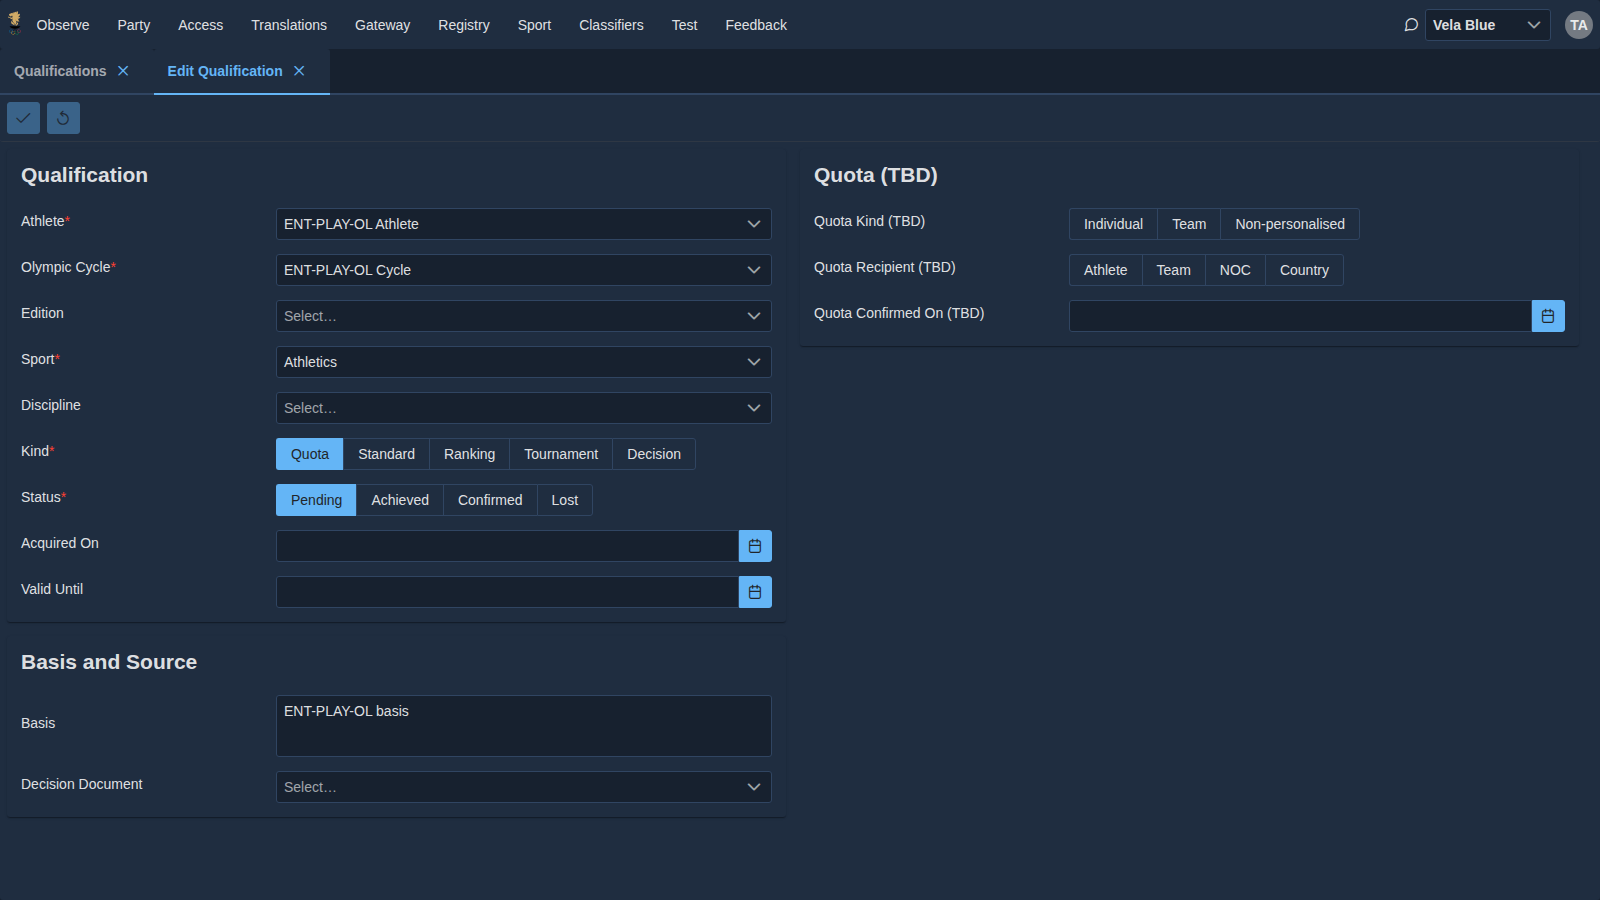 Observe Party Access Translations Gateway Registry Sport Classifiers Test Feedback Vela Blue TA
Qualifications Edit Qualification
Qualification
Athlete* ENT-PLAY-OL Athlete
Olympic Cycle* ENT-PLAY-OL Cycle
Edition Select…
Sport* Athletics
Discipline Select…
Kind* Quota Standard Ranking Tournament Decision
Status* Pending Achieved Confirmed Lost
Acquired On
Valid Until
Basis and Source
Basis ENT-PLAY-OL basis
Decision Document Select…
Quota (TBD)
Quota Kind (TBD) Individual Team Non-personalised
Quota Recipient (TBD) Athlete Team NOC Country
Quota Confirmed On (TBD)